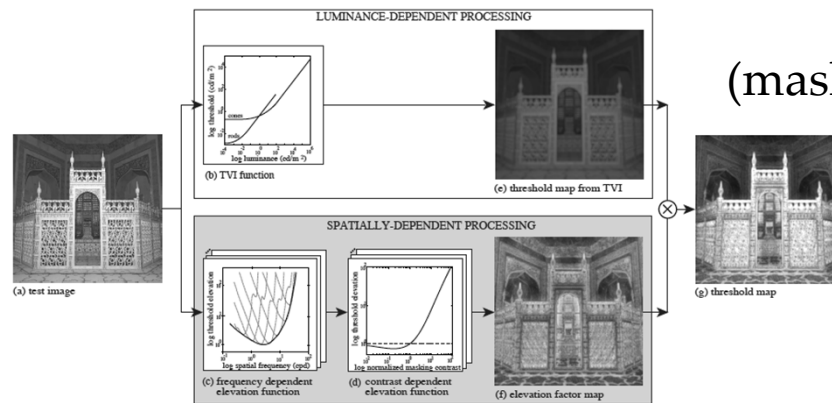 LUMINANCE-DEPENDENT PROCESSING
log threshold (cd/m²)
cones
rods
log luminance (cd/m²)
(b) TVI function
(e) threshold map from TVI
(mas
(a) test image
SPATIALLY-DEPENDENT PROCESSING
log threshold elevation
log spatial frequency (cpd)
(c) frequency dependent
elevation function
log threshold elevation
log normalized masking contrast
(d) contrast dependent
elevation function
(f) elevation factor map
(g) threshold map